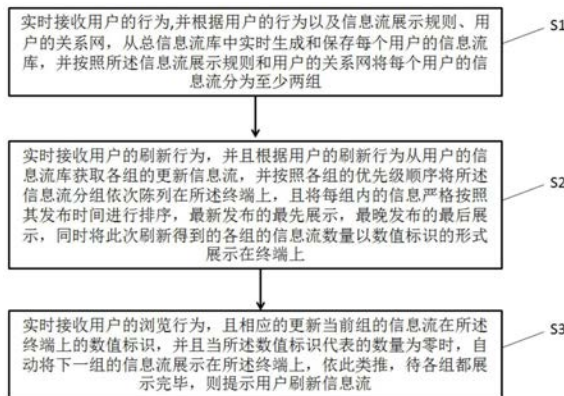 实时接收用户的行为,并根据用户的行为以及信息流展示规则、用
户的关系网，从总信息流库中实时生成和保存每个用户的信息流
库，并按照所述信息流展示规则和用户的关系网将每个用户的信
息流分为至少两组
S1
实时接收用户的刷新行为，并且根据用户的刷新行为从用户的信
息流库获取各组的更新信息流，并按照各组的优先级顺序将所述
信息流分组依次陈列在所述终端上，且将每组内的信息严格按照
其发布时间进行排序，最新发布的最先展示，最晚发布的最后展
示，同时将此次刷新得到的各组的信息流数量以数值标识的形式
展示在终端上
S2
实时接收用户的浏览行为，且相应的更新当前组的信息流在所述
终端上的数值标识，并且当所述数值标识代表的数量为零时，自
动将下一组的信息流展示在所述终端上，依此类推，待各组都展
示完毕，则提示用户刷新信息流
S3